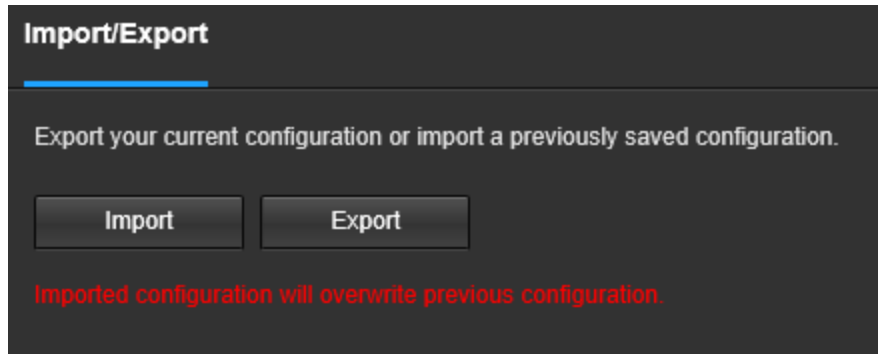 Import/Export
Export your current configuration or import a previously saved configuration.
Import Export
Imported configuration will overwrite previous configuration.